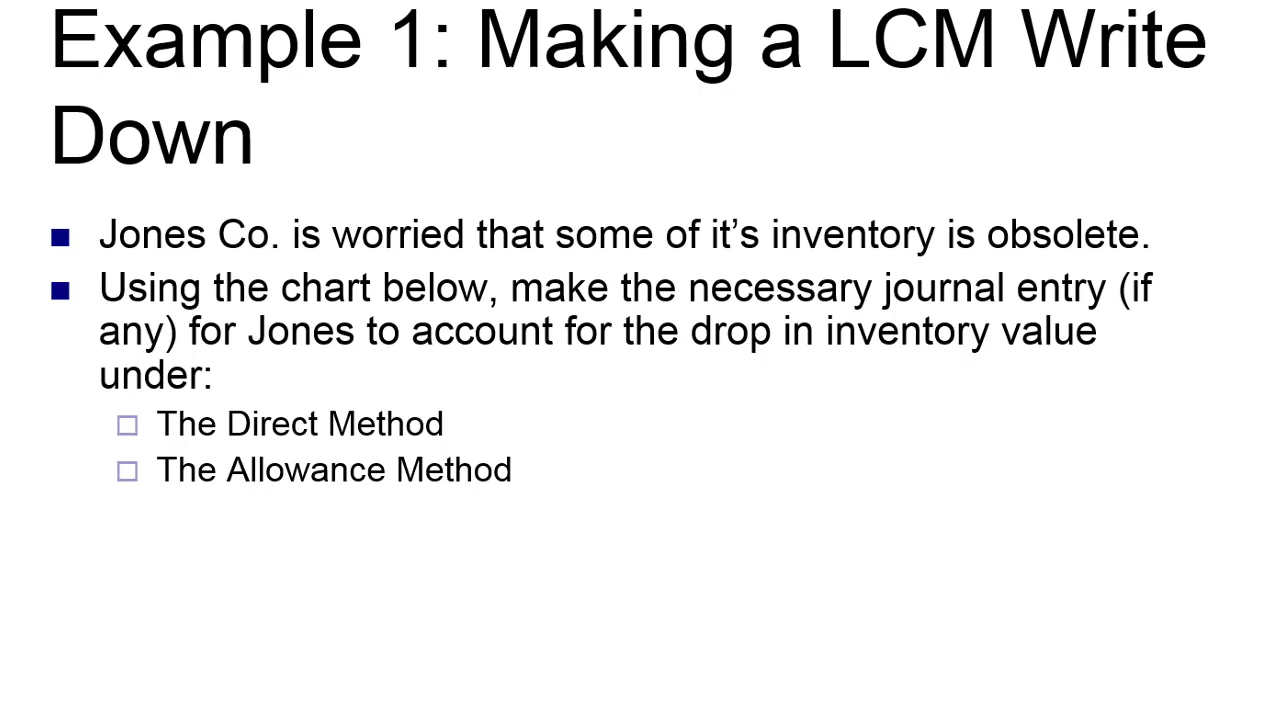 Example 1: Making a LCM Write
Down
Jones Co. is worried that some of it’s inventory is obsolete.
Using the chart below, make the necessary journal entry (if
any) for Jones to account for the drop in inventory value
under:
The Direct Method
The Allowance Method